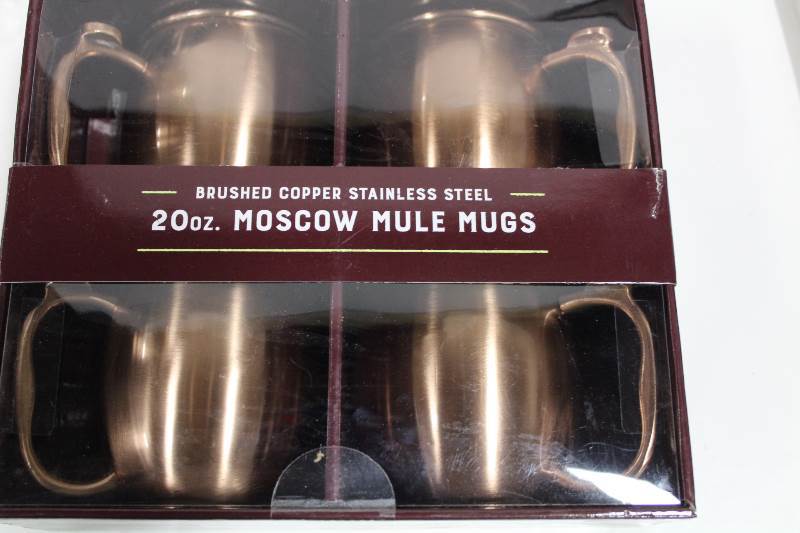 BRUSHED COPPER STAINLESS STEEL
20oz. MOSCOW MULE MUGS